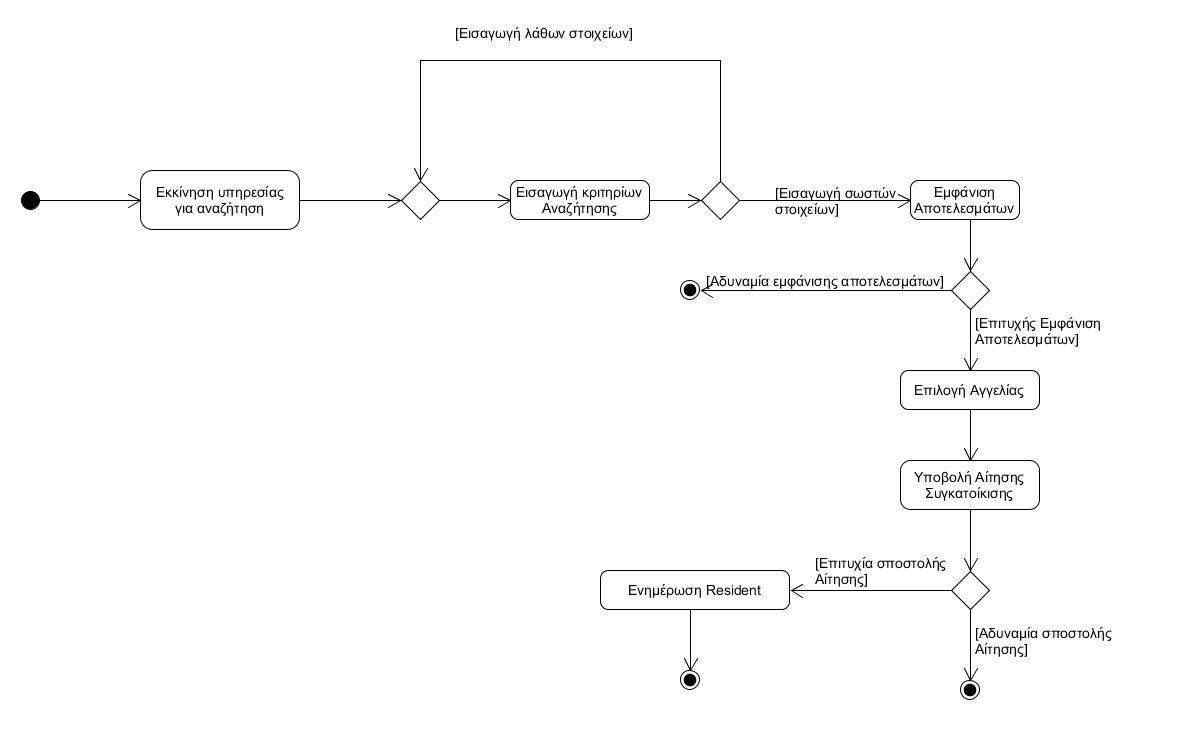 [Εισαγωγή λάθων στοιχείων]
Εκκίνηση υπηρεσίας
για αναζήτηση
Εισαγωγή κριτηρίων
Αναζήτησης
[Εισαγωγή σωστών
στοιχείων]
Εμφάνιση
Αποτελεσμάτων
[Αδυναμία εμφάνισης αποτελεσμάτων]
[Επιτυχής Εμφάνιση
Αποτελεσμάτων]
Επιλογή Αγγελίας
Υποβολή Αίτησης
Συγκατοίκισης
[Επιτυχία σποστολής
Αίτησης]
Ενημέρωση Resident
[Αδυναμία σποστολής
Αίτησης]